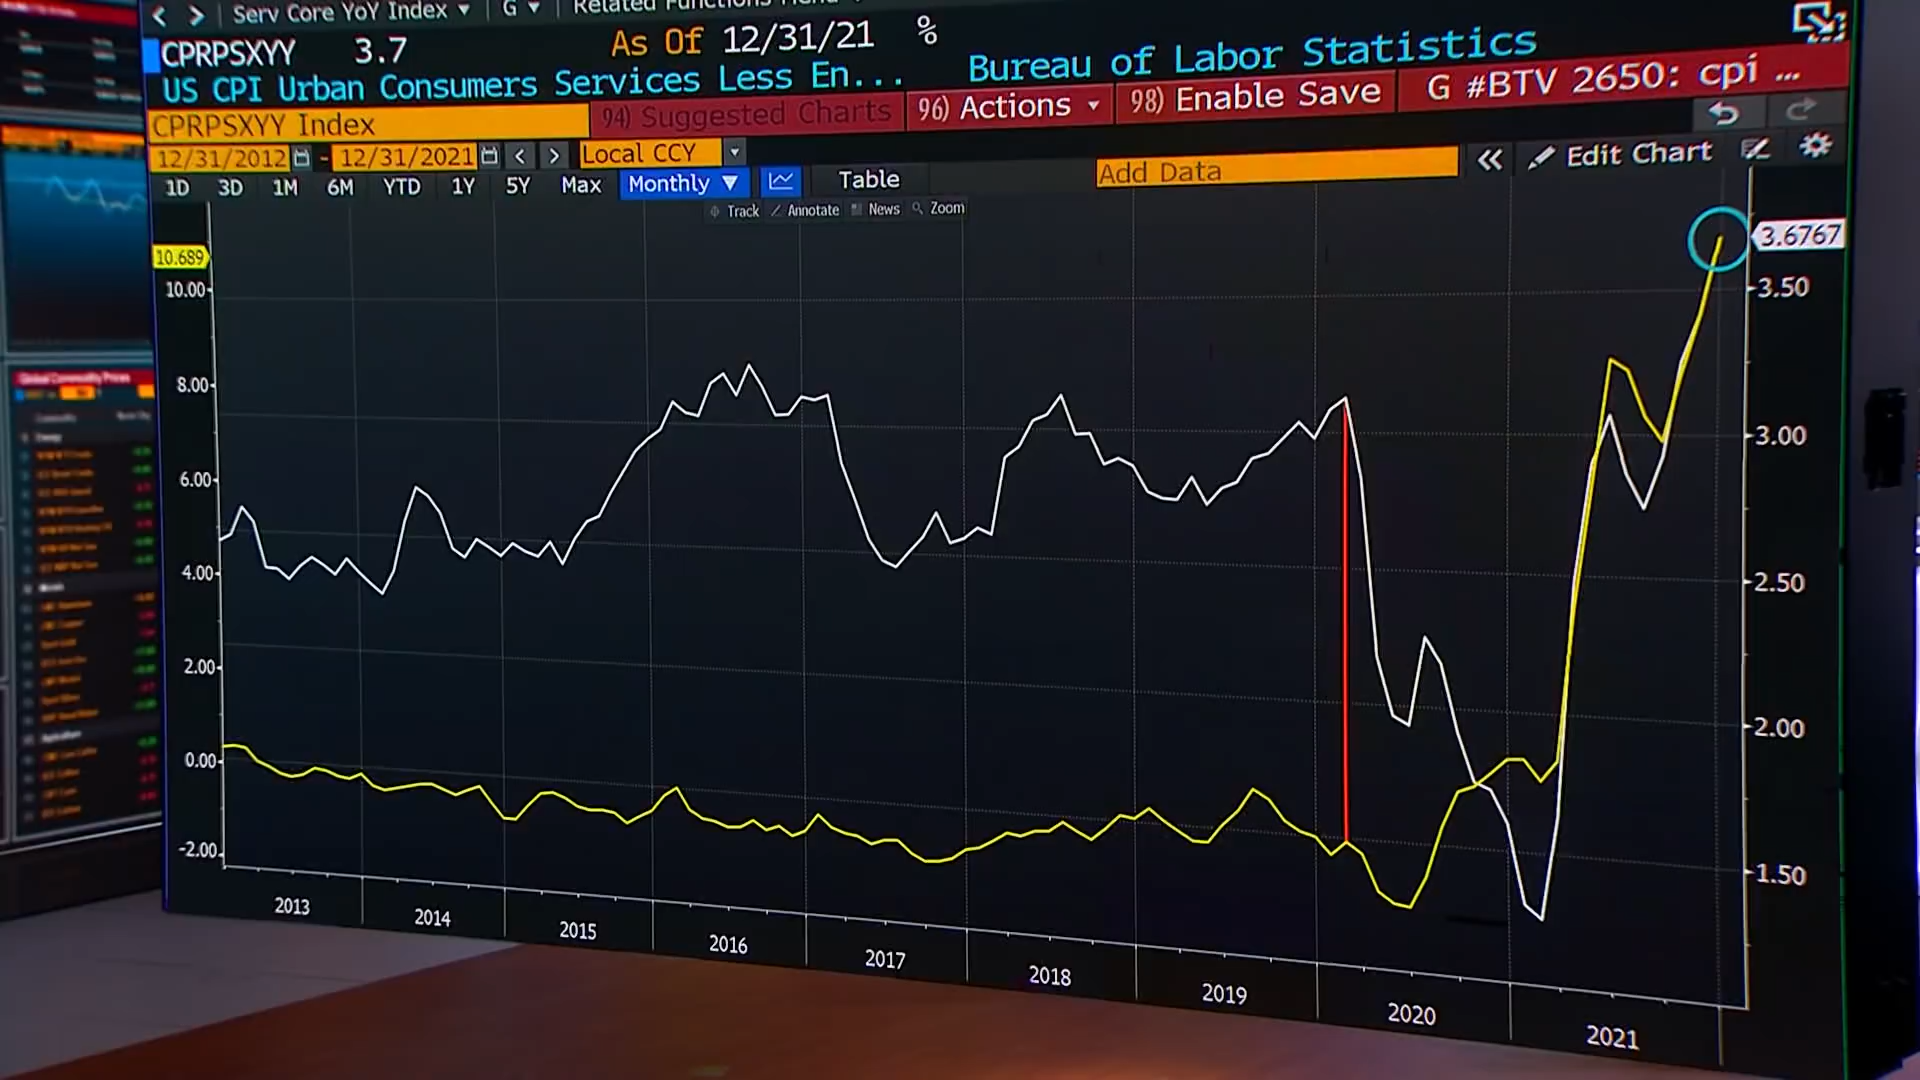 Serv Core YoY Index G Related Functions Menu
CPRPSXYY 3.7 As Of 12/31/21 %
US CPI Urban Consumers Services Less En... Bureau of Labor Statistics
CPRPSXYY Index 94) Suggested Charts 96) Actions 98) Enable Save G #BTV 2650: cpi ...
12/31/2012 - 12/31/2021 Local CCY Add Data Edit Chart
1D 3D 1M 6M YTD 1Y 5Y Max Monthly Table
Track Annotate News Zoom
10.689
3.6767
10.00
3.50
8.00
3.00
6.00
4.00
2.50
2.00
2.00
0.00
-2.00
1.50
2013
2014
2015
2016
2017
2018
2019
2020
2021
Global Commodity Prices